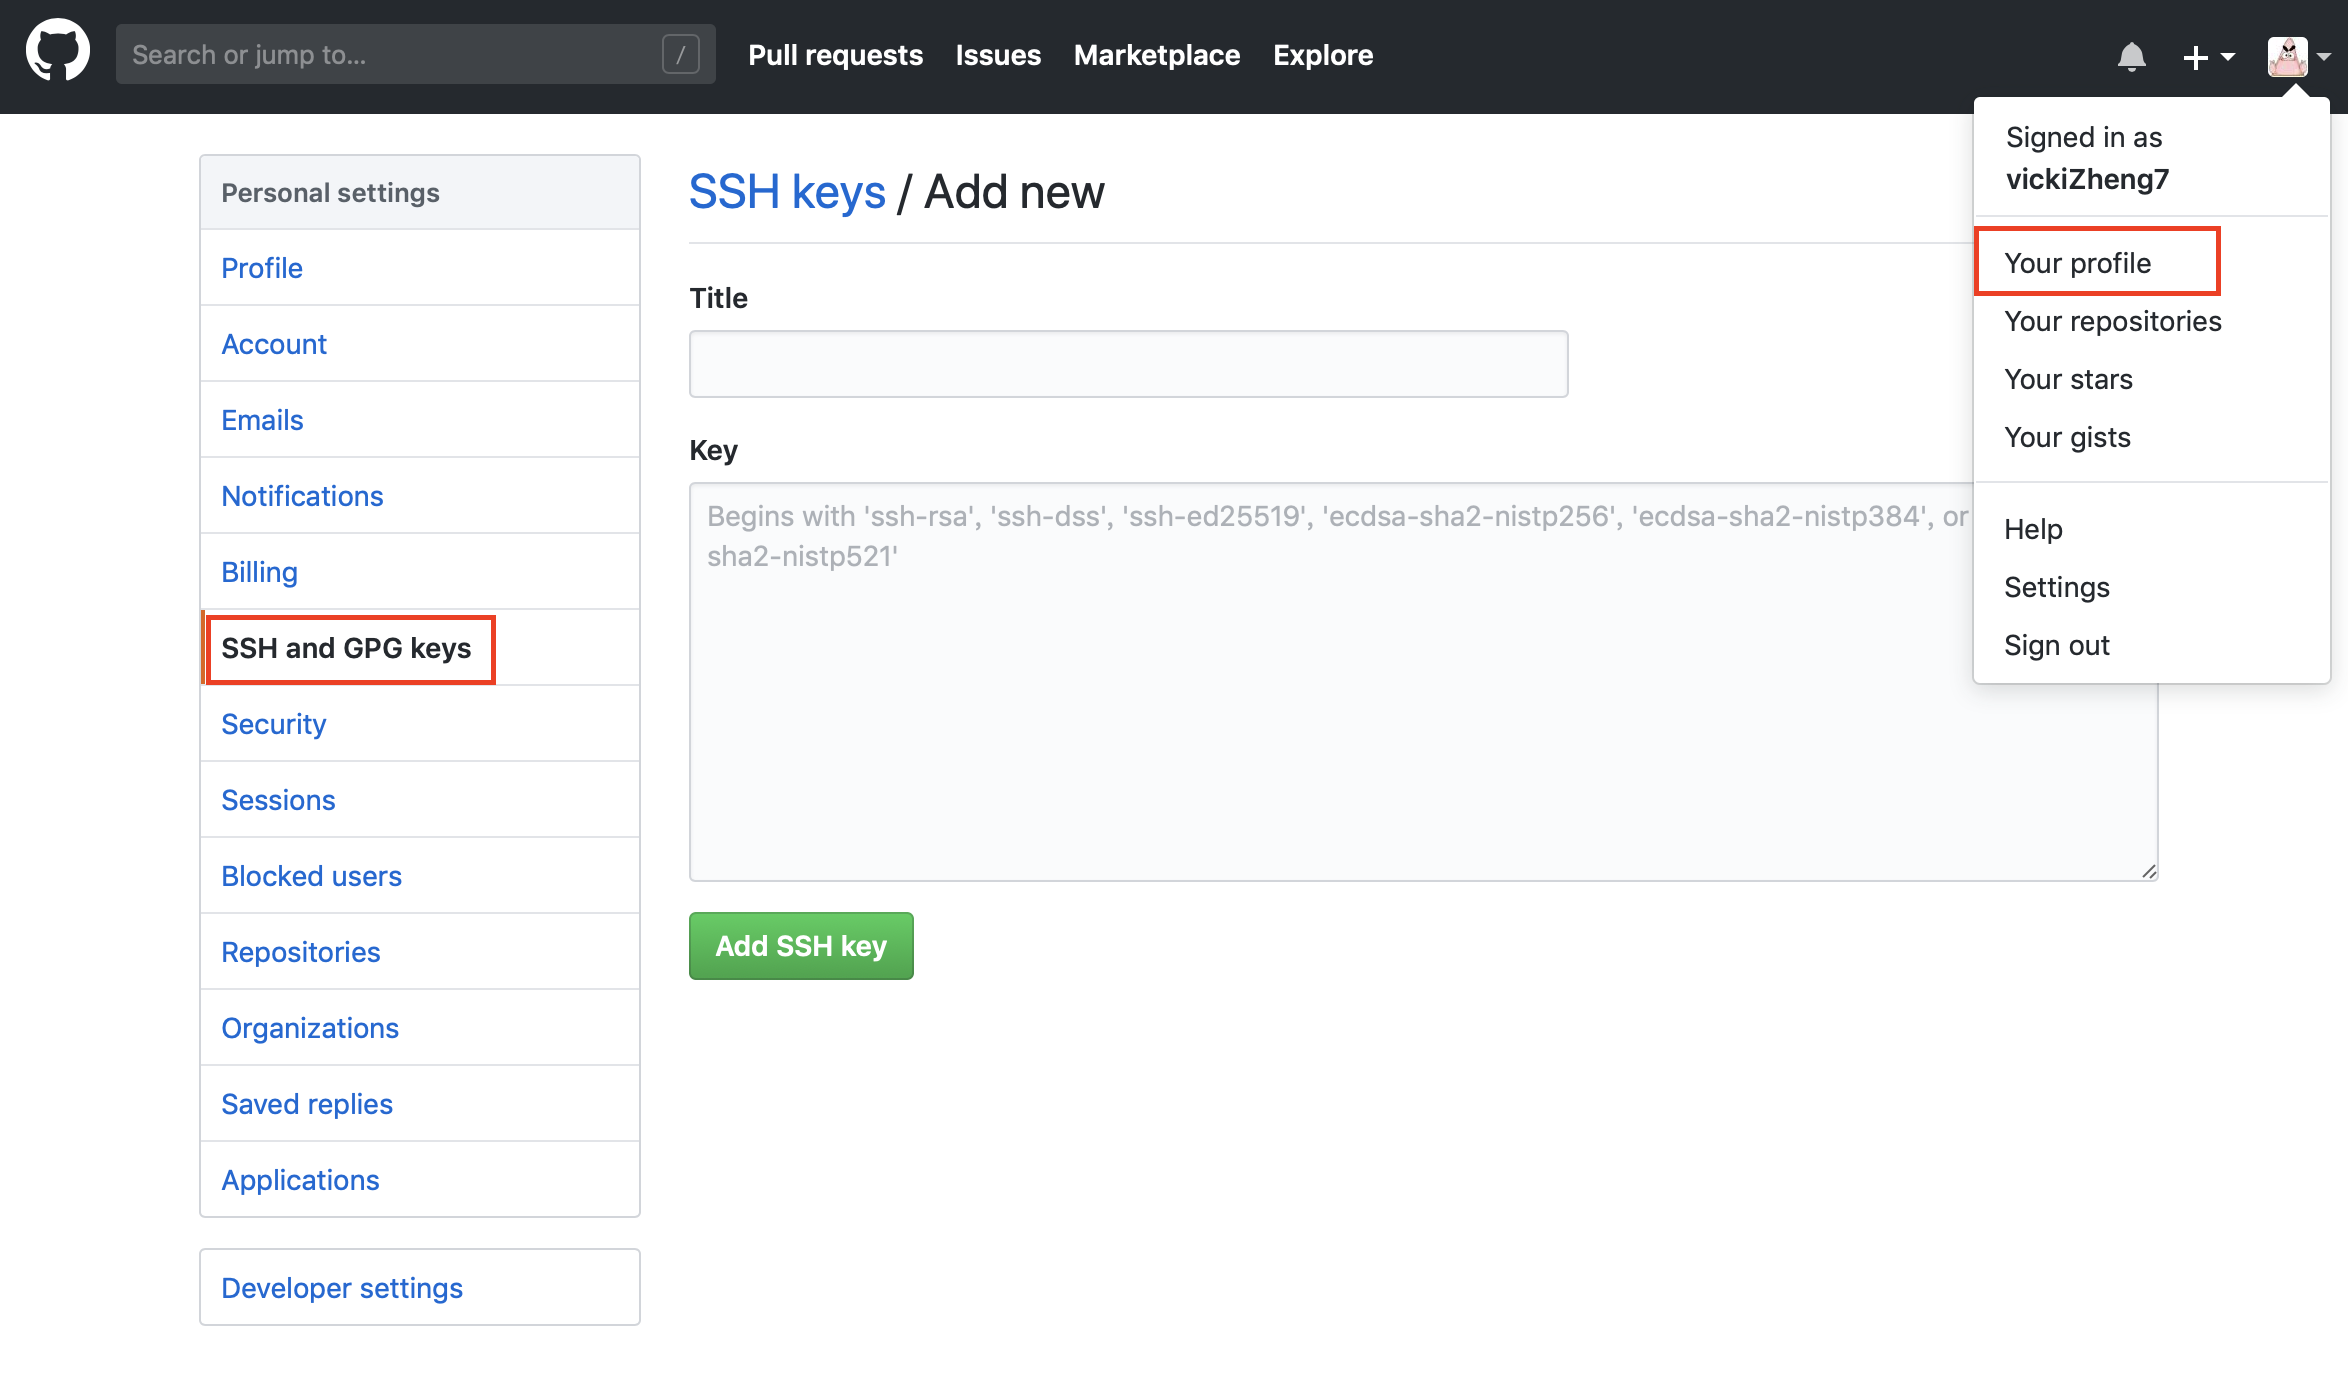 Search or jump to...
/
Pull requests
Issues
Marketplace
Explore
Signed in as
vickiZheng7
Your profile
Your repositories
Your stars
Your gists
Help
Settings
Sign out
Personal settings
Profile
Account
Emails
Notifications
Billing
SSH and GPG keys
Security
Sessions
Blocked users
Repositories
Organizations
Saved replies
Applications
Developer settings
SSH keys / Add new
Title
Key
Begins with 'ssh-rsa', 'ssh-dss', 'ssh-ed25519', 'ecdsa-sha2-nistp256', 'ecdsa-sha2-nistp384', or
sha2-nistp521'
Add SSH key